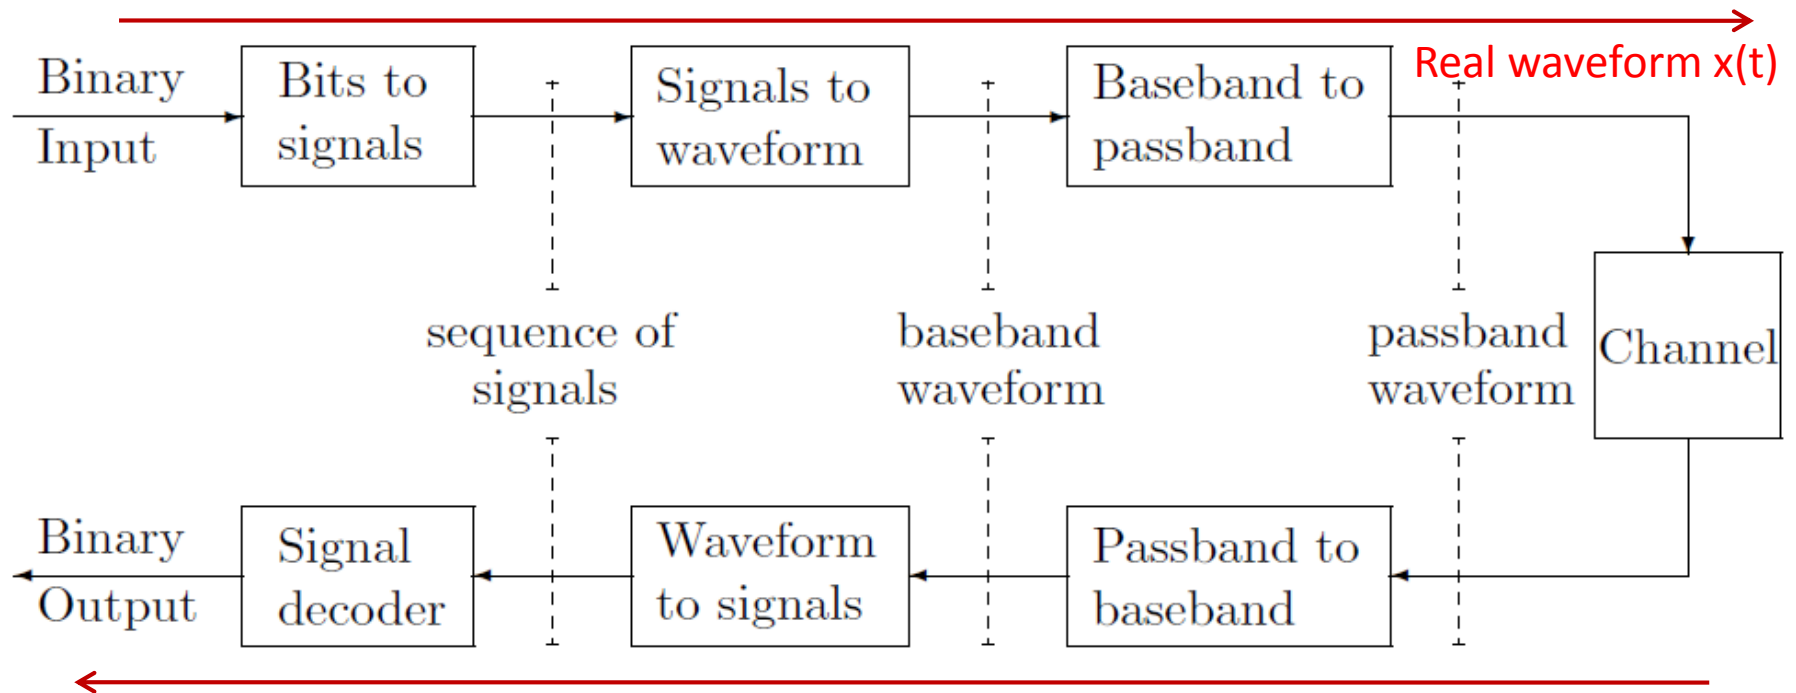 Real waveform x(t)
Binary
Input
Bits to
signals
Signals to
waveform
Baseband to
passband
sequence of
signals
baseband
waveform
passband
waveform
Channel
Binary
Output
Signal
decoder
Waveform
to signals
Passband to
baseband